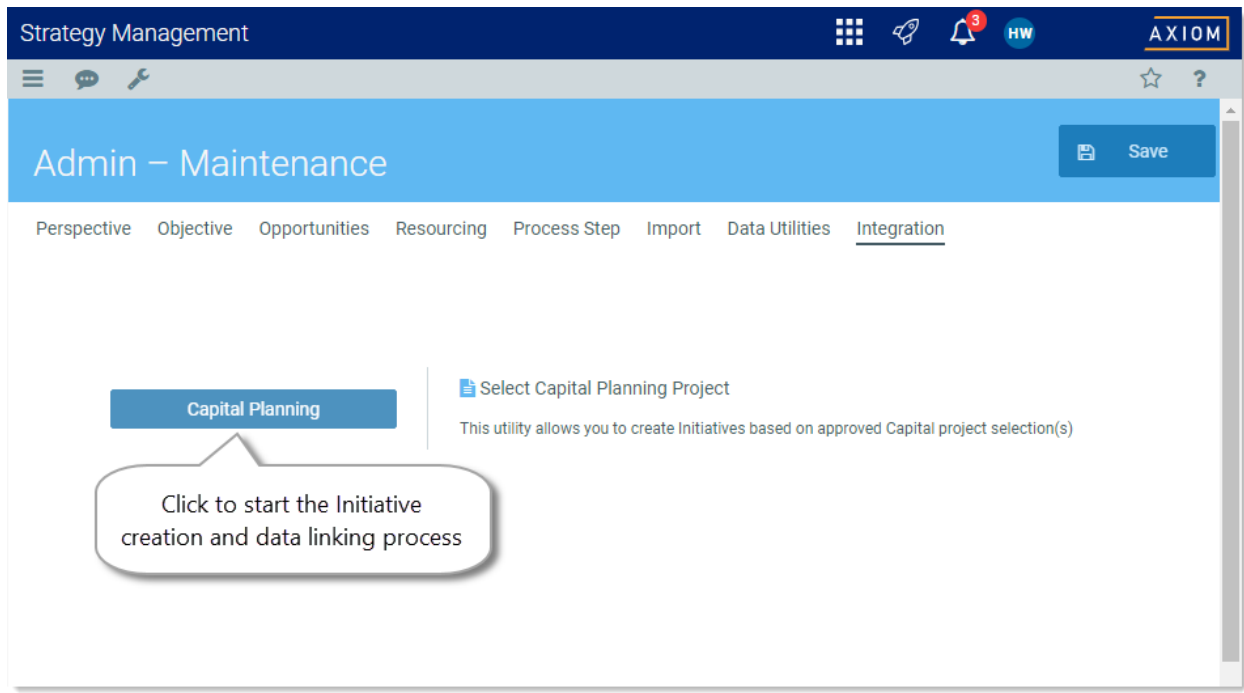 Strategy Management
3
HW
AXIOM
?
Admin – Maintenance
Save
Perspective Objective Opportunities Resourcing Process Step Import Data Utilities Integration
Capital Planning
Select Capital Planning Project
This utility allows you to create Initiatives based on approved Capital project selection(s)
Click to start the Initiative
creation and data linking process